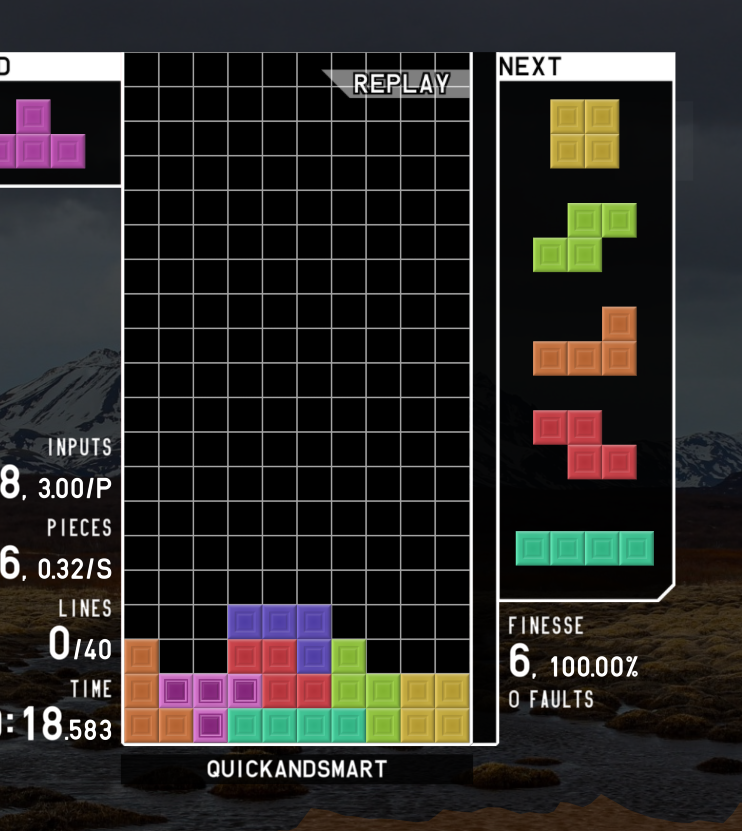 D
REPLAY
NEXT
INPUTS
8, 3.00/P
PIECES
6, 0.32/S
LINES
0/40
TIME
0:18.583
FINESSE
6, 100.00%
0 FAULTS
QUICKANDSMART